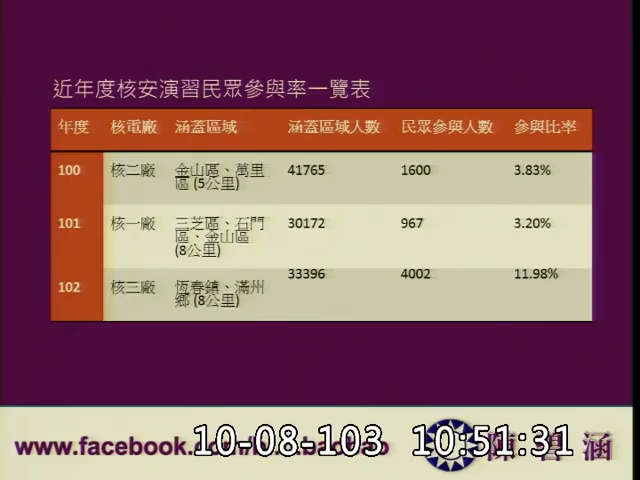 近年度核安演習民眾參與率一覽表
年度 核電廠 涵蓋區域 涵蓋區域人數 民眾參與人數 參與比率
100 核二廠 金山區、萬里 41765 1600 3.83%
區 (5公里)
101 核一廠 三芝區、石門 30172 967 3.20%
區、金山區
(8公里)
102 核三廠 恆春鎮、滿州 33396 4002 11.98%
鄉 (8公里)
www.facebook.
10-08-103 10:51:31
陳 涵